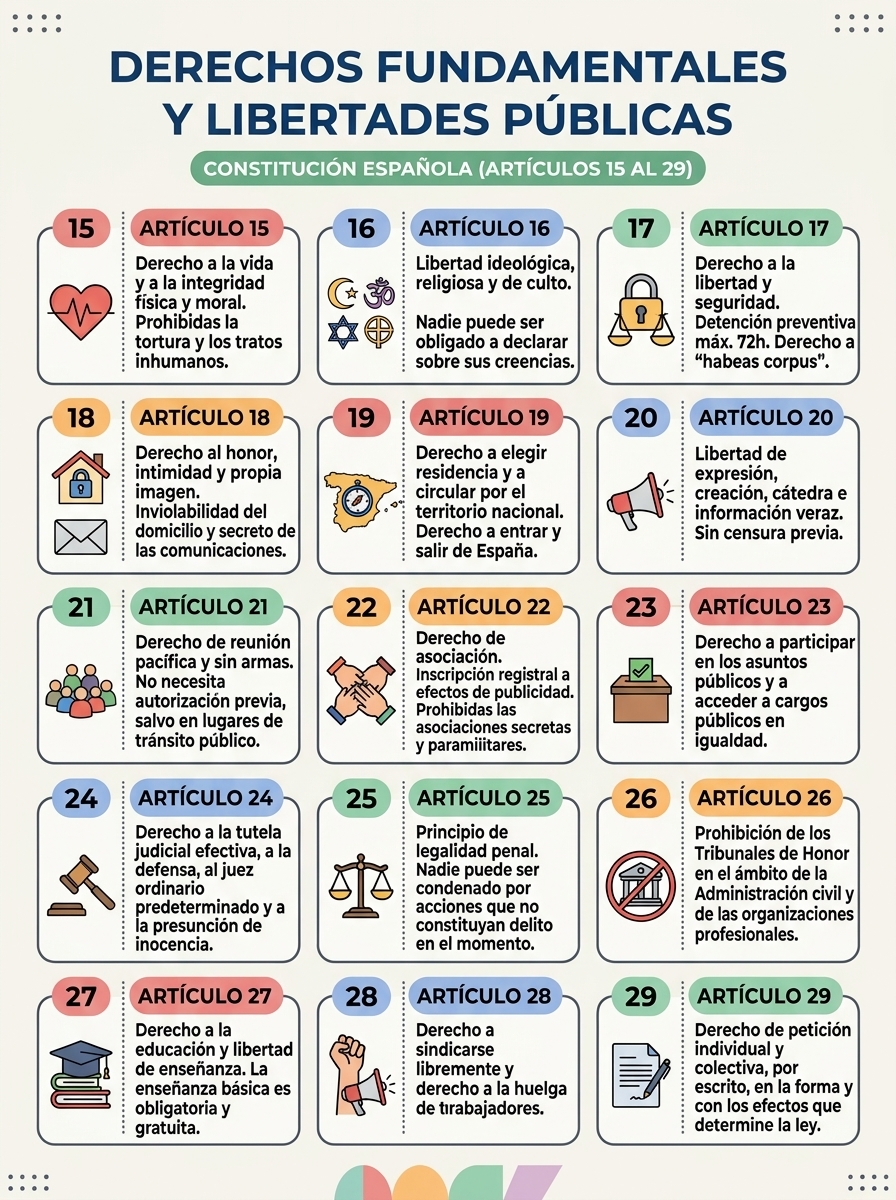 DERECHOS FUNDAMENTALES
Y LIBERTADES PÚBLICAS
CONSTITUCIÓN ESPAÑOLA (ARTÍCULOS 15 AL 29)
15
ARTÍCULO 15
Derecho a la vida
y a la integridad
física y moral.
Prohibidas la
tortura y los tratos
inhumanos.
16
ARTÍCULO 16
Libertad ideológica,
religiosa y de culto.
Nadie puede ser
obligado a declarar
sobre sus creencias.
17
ARTÍCULO 17
Derecho a la
libertad y
seguridad.
Detención preventiva
máx. 72h. Derecho a
“habeas corpus”.
18
ARTÍCULO 18
Derecho al honor,
intimidad y propia
imagen.
Inviolabilidad del
domicilio y secreto de
las comunicaciones.
19
ARTÍCULO 19
Derecho a elegir
residencia y a
circular por el
territorio nacional.
Derecho a entrar y
salir de España.
20
ARTÍCULO 20
Libertad de
expresión,
creación, cátedra e
información veraz.
Sin censura previa.
21
ARTÍCULO 21
Derecho de reunión
pacífica y sin armas.
No necesita
autorización previa,
salvo en lugares de
tránsito público.
22
ARTÍCULO 22
Derecho de
asociación.
Inscripción registral a
efectos de publicidad.
Prohibidas las
asociaciones secretas
y paramiiitares.
23
ARTÍCULO 23
Derecho a participar
en los asuntos
públicos y a
acceder a cargos
públicos en
igualdad.
24
ARTÍCULO 24
Derecho a la tutela
judicial efectiva, a la
defensa, al juez
ordinario
predeterminado y a
la presunción de
inocencia.
25
ARTÍCULO 25
Principio de
legalidad penal.
Nadie puede ser
condenado por
acciones que no
constituyan delito
en el momento.
26
ARTÍCULO 26
Prohibición de los
Tribunales de Honor
en el ámbito de la
Administración civil y
de las organizaciones
profesionales.
27
ARTÍCULO 27
Derecho a la
educación y libertad
de enseñanza. La
enseñanza básica es
obligatoria y
gratuita.
28
ARTÍCULO 28
Derecho a
sindicarse
libremente y
derecho a la huelga
de trabajadores.
29
ARTÍCULO 29
Derecho de petición
individual y
colectiva, por
escrito, en la forma y
con los efectos que
determine la ley.